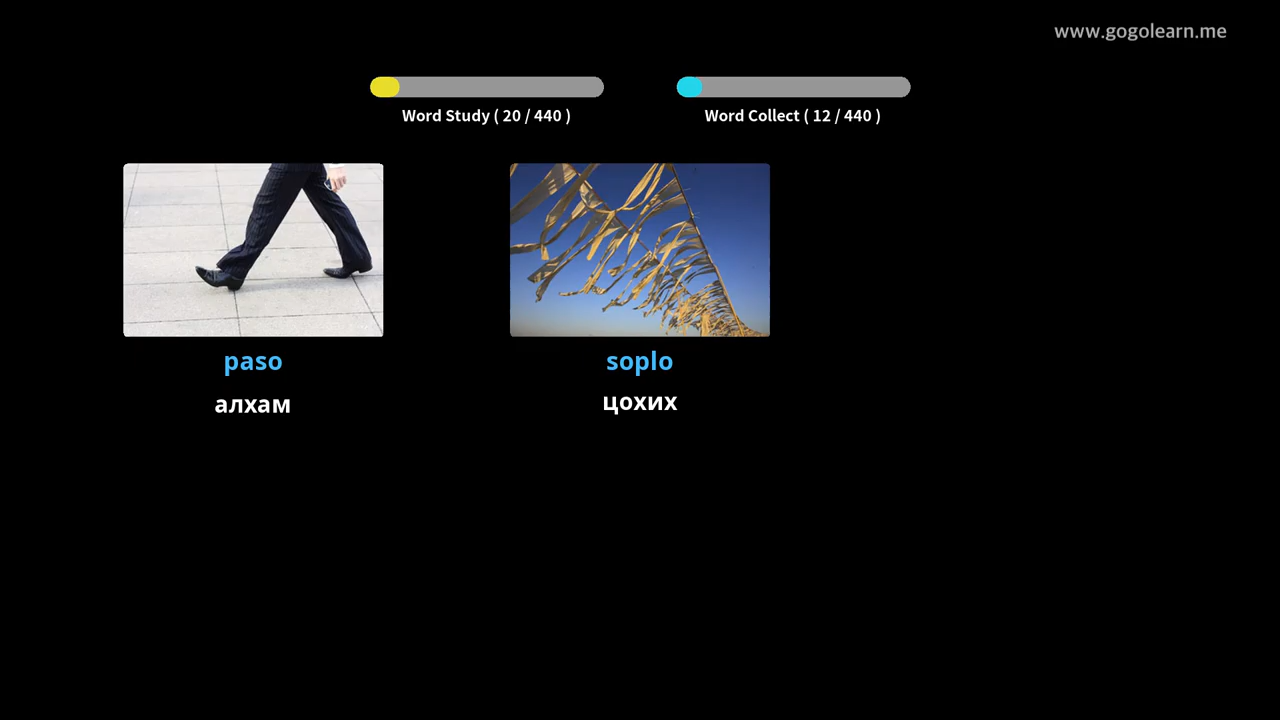 www.gogolearn.me
Word Study ( 20 / 440 )
Word Collect ( 12 / 440 )
paso
soplo
алхам
цохих